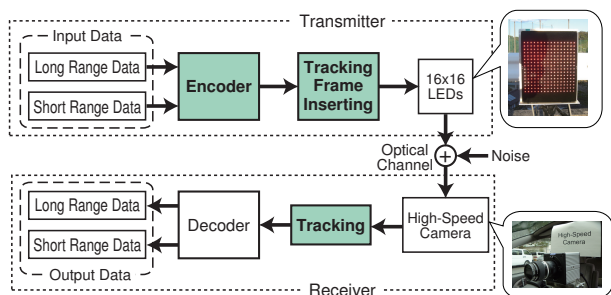 Transmitter
Input Data
Long Range Data
Short Range Data
Encoder
Tracking
Frame
Inserting
16x16
LEDs
Optical
Channel
+
Noise
Long Range Data
Short Range Data
Output Data
Decoder
Tracking
High-Speed
Camera
High-Speed
Camera
Receiver